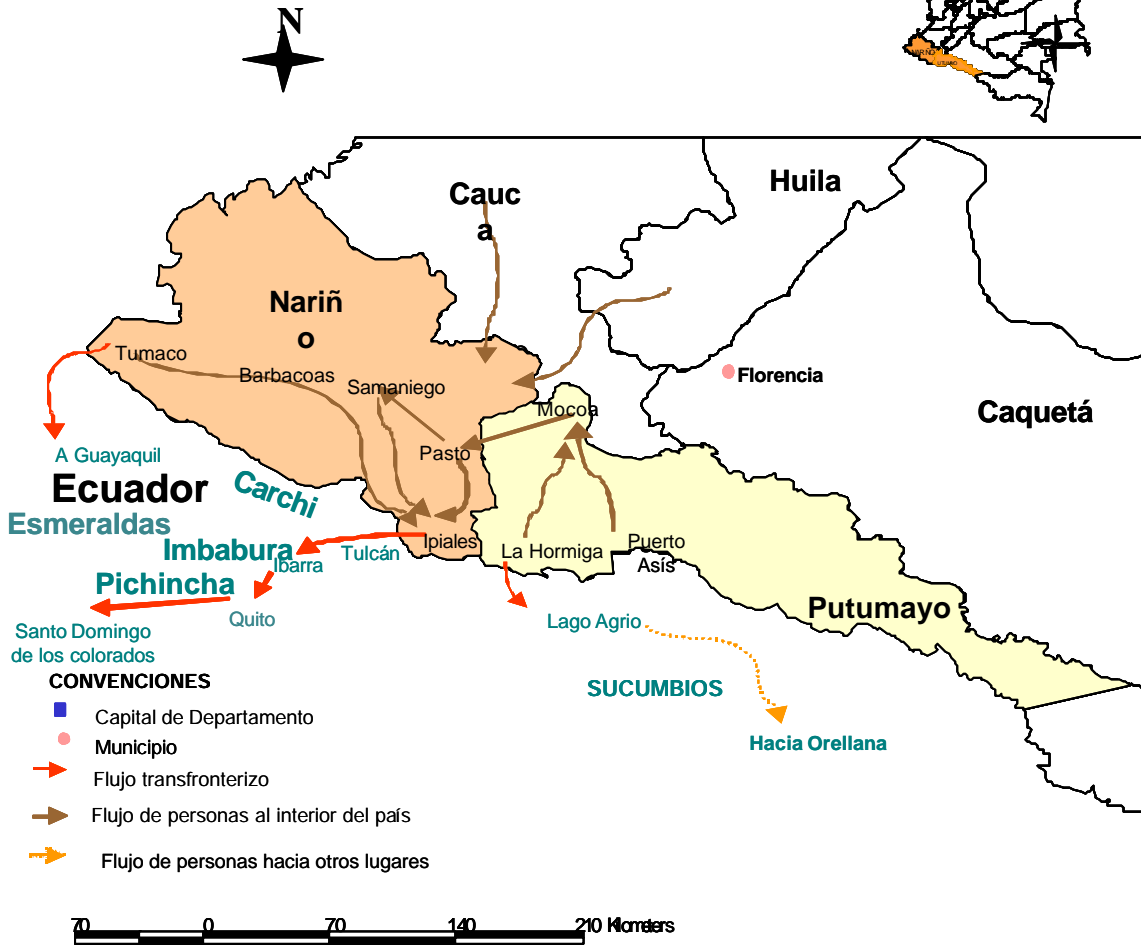 N
NARIÑO
Cauc
a
Huila
Nariñ
o
Tumaco
Barbacoas
Samaniego
Florencia
Mocoa
Caquetá
Pasto
A Guayaquil
Ecuador
Carchi
Esmeraldas
Imbabura
Tulcán
Ipiales
La Hormiga
Puerto
Asís
Ibarra
Pichincha
Quito
Putumayo
Santo Domingo
de los colorados
Lago Agrio
SUCUMBIOS
Hacia Orellana
CONVENCIONES
Capital de Departamento
Municipio
Flujo transfronterizo
Flujo de personas al interior del país
Flujo de personas hacia otros lugares
70 0 70 140 210 Kilometers